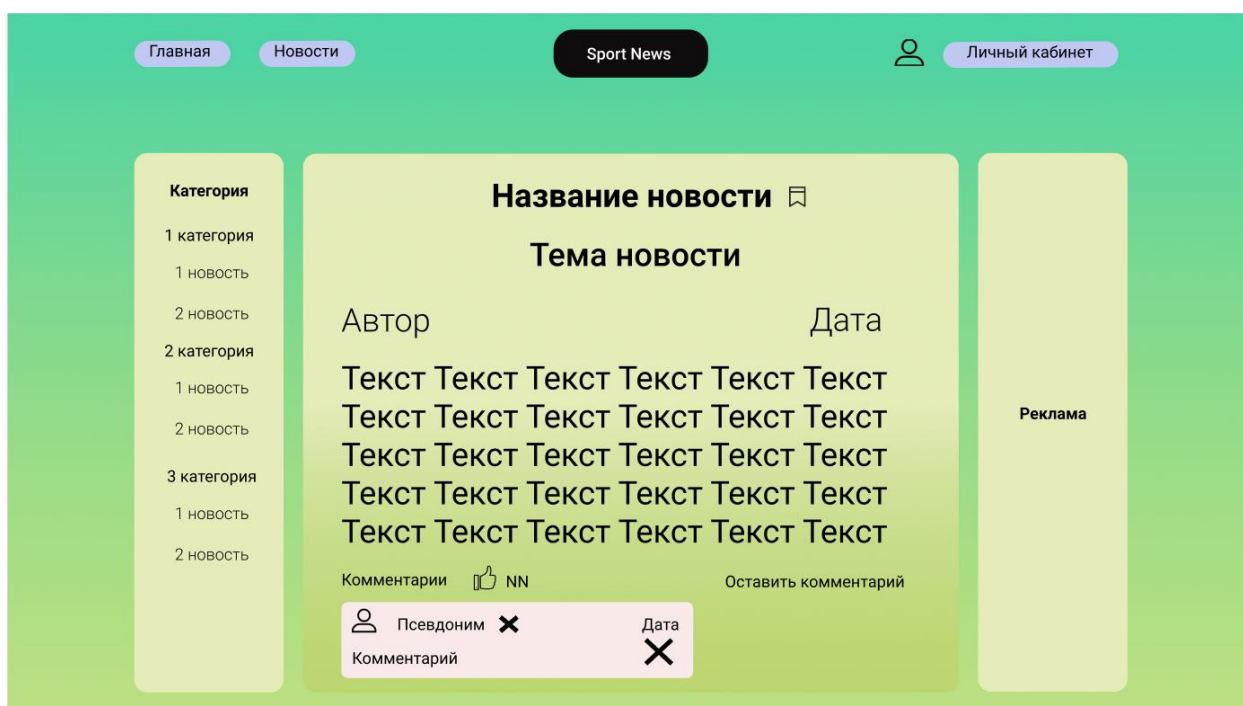 Главная
Новости
Sport News
Личный кабинет
Категория
1 категория
1 новость
2 новость
2 категория
1 новость
2 новость
3 категория
1 новость
2 новость
Название новости
Тема новости
Автор
Дата
Текст Текст Текст Текст Текст Текст
Текст Текст Текст Текст Текст Текст
Текст Текст Текст Текст Текст Текст
Текст Текст Текст Текст Текст Текст
Текст Текст Текст Текст Текст Текст
Комментарии
NN
Оставить комментарий
Псевдоним
Дата
Комментарий
Реклама